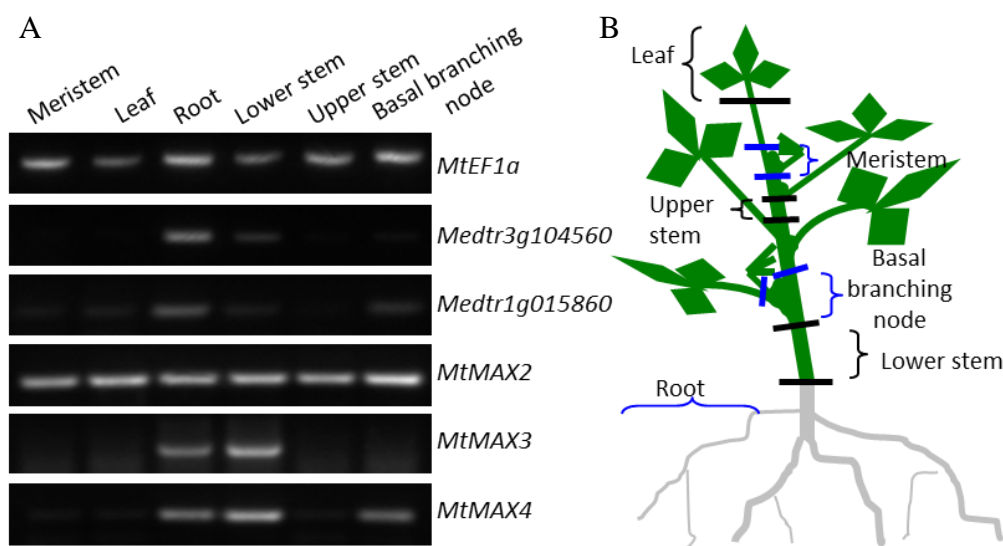 A
Meristem
Leaf
Root
Lower stem
Upper stem
Basal branching
node
MtEF1a
Medtr3g104560
Medtr1g015860
MtMAX2
MtMAX3
MtMAX4
B
Leaf
Meristem
Upper
stem
Basal
branching
node
Lower stem
Root